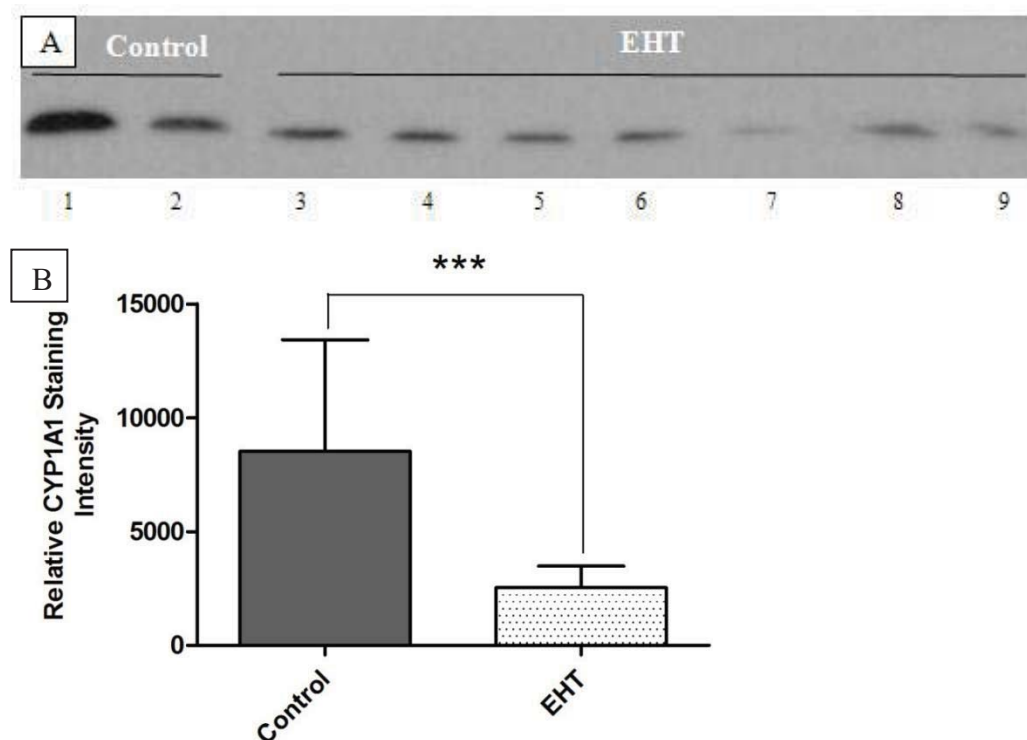 A
Control EHT
1 2 3 4 5 6 7 8 9
B
***
15000
10000
5000
0
Relative CYP1A1 Staining
Intensity
Control
EHT